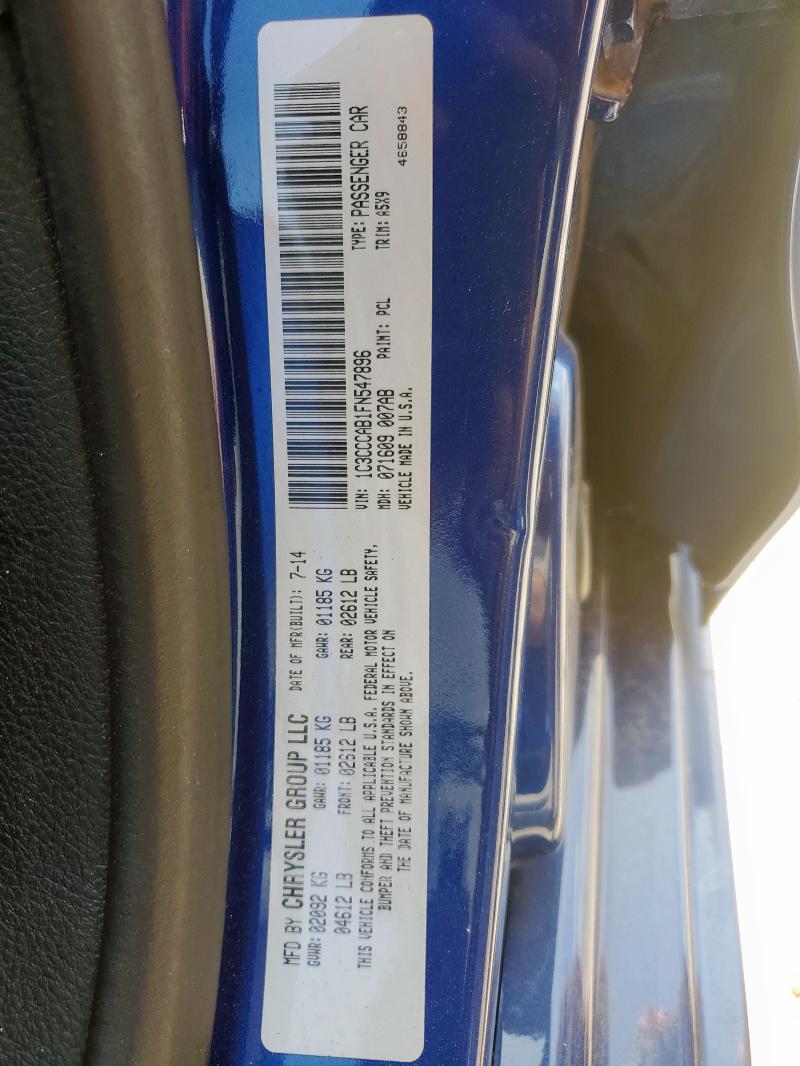 MFD BY CHRYSLER GROUP LLC DATE OF MFR(BUILT): 7-14
GVWR: 02092 KG GAWR: 01185 KG GAWR: 01185 KG
04612 LB FRONT: 02612 LB REAR: 02612 LB
THIS VEHICLE CONFORMS TO ALL APPLICABLE U.S.A. FEDERAL MOTOR VEHICLE SAFETY,
BUMPER AND THEFT PREVENTION STANDARDS IN EFFECT ON
THE DATE OF MANUFACTURE SHOWN ABOVE.
VIN: 1C3CCCAB1FN547896 TYPE: PASSENGER CAR
MDH: 071609 007AB PAINT: PCL TRIM: A5X9
VEHICLE MADE IN U.S.A. 4658843